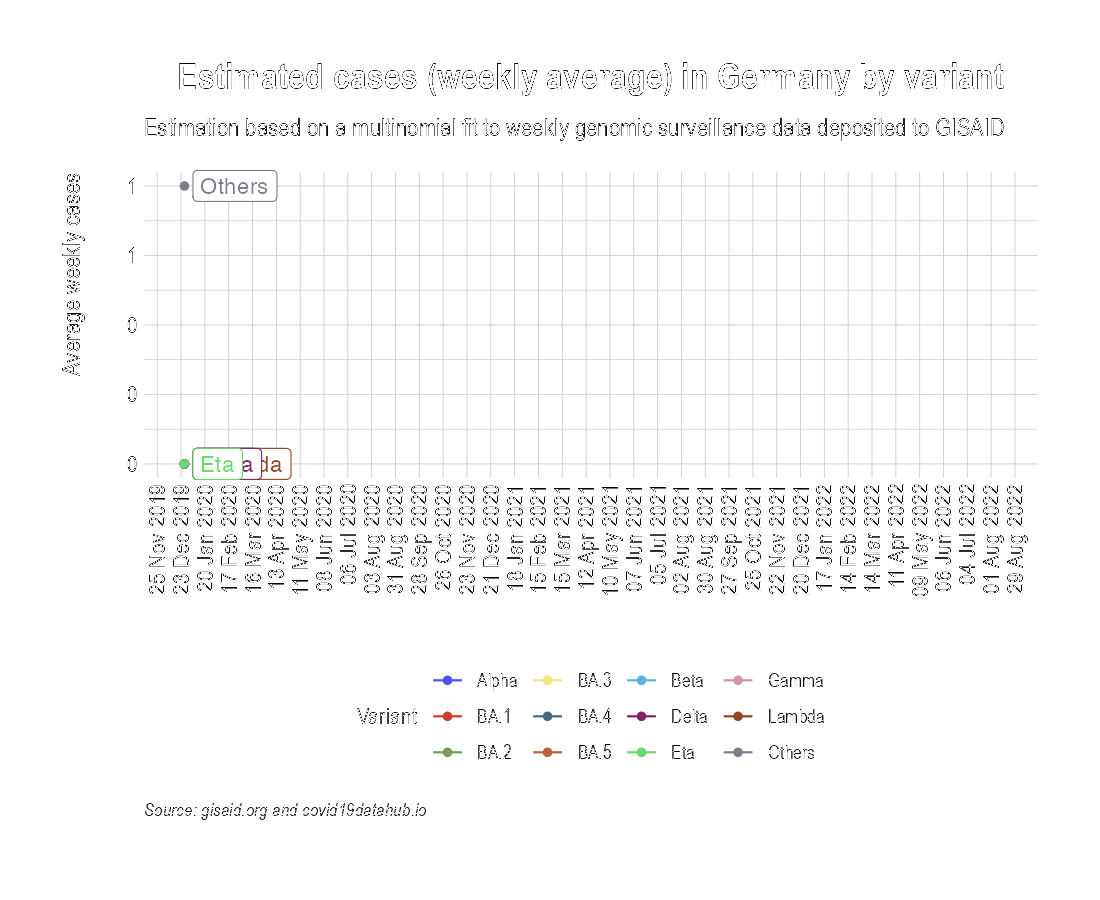 Estimated cases (weekly average) in Germany by variant
Estimation based on a multinomial fit to weekly genomic surveillance data deposited to GISAID
Average weekly cases
1
1
0
0
0
Others
Eta
a
da
25 Nov 2019
23 Dec 2019
20 Jan 2020
17 Feb 2020
16 Mar 2020
13 Apr 2020
11 May 2020
08 Jun 2020
06 Jul 2020
03 Aug 2020
31 Aug 2020
28 Sep 2020
26 Oct 2020
23 Nov 2020
21 Dec 2020
18 Jan 2021
15 Feb 2021
15 Mar 2021
12 Apr 2021
10 May 2021
07 Jun 2021
05 Jul 2021
02 Aug 2021
30 Aug 2021
27 Sep 2021
25 Oct 2021
22 Nov 2021
20 Dec 2021
17 Jan 2022
14 Feb 2022
14 Mar 2022
11 Apr 2022
09 May 2022
06 Jun 2022
04 Jul 2022
01 Aug 2022
29 Aug 2022
Variant
Alpha
BA.1
BA.2
BA.3
BA.4
BA.5
Beta
Delta
Eta
Gamma
Lambda
Others
Source: gisaid.org and covid19datahub.io